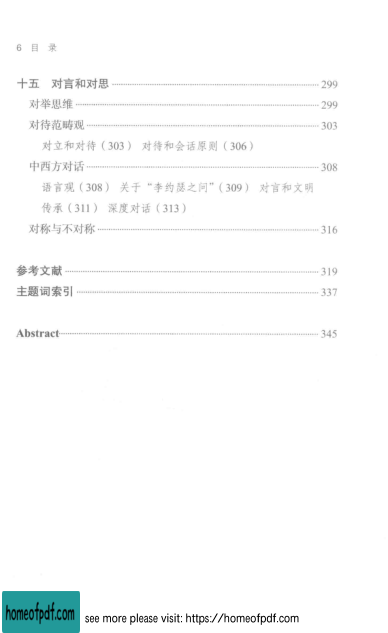 6 目 录
十五 对言和对思 299
对举思维 299
对待范畴观 303
对立和对待（303） 对待和会话原则（306）
中西方对话 308
语言观（308） 关于“李约瑟之问”（309） 对言和文明
传承（311） 深度对话（313）
对称与不对称 316
参考文献 319
主题词索引 337
Abstract 345
homeofpdf.com see more please visit: https://homeofpdf.com